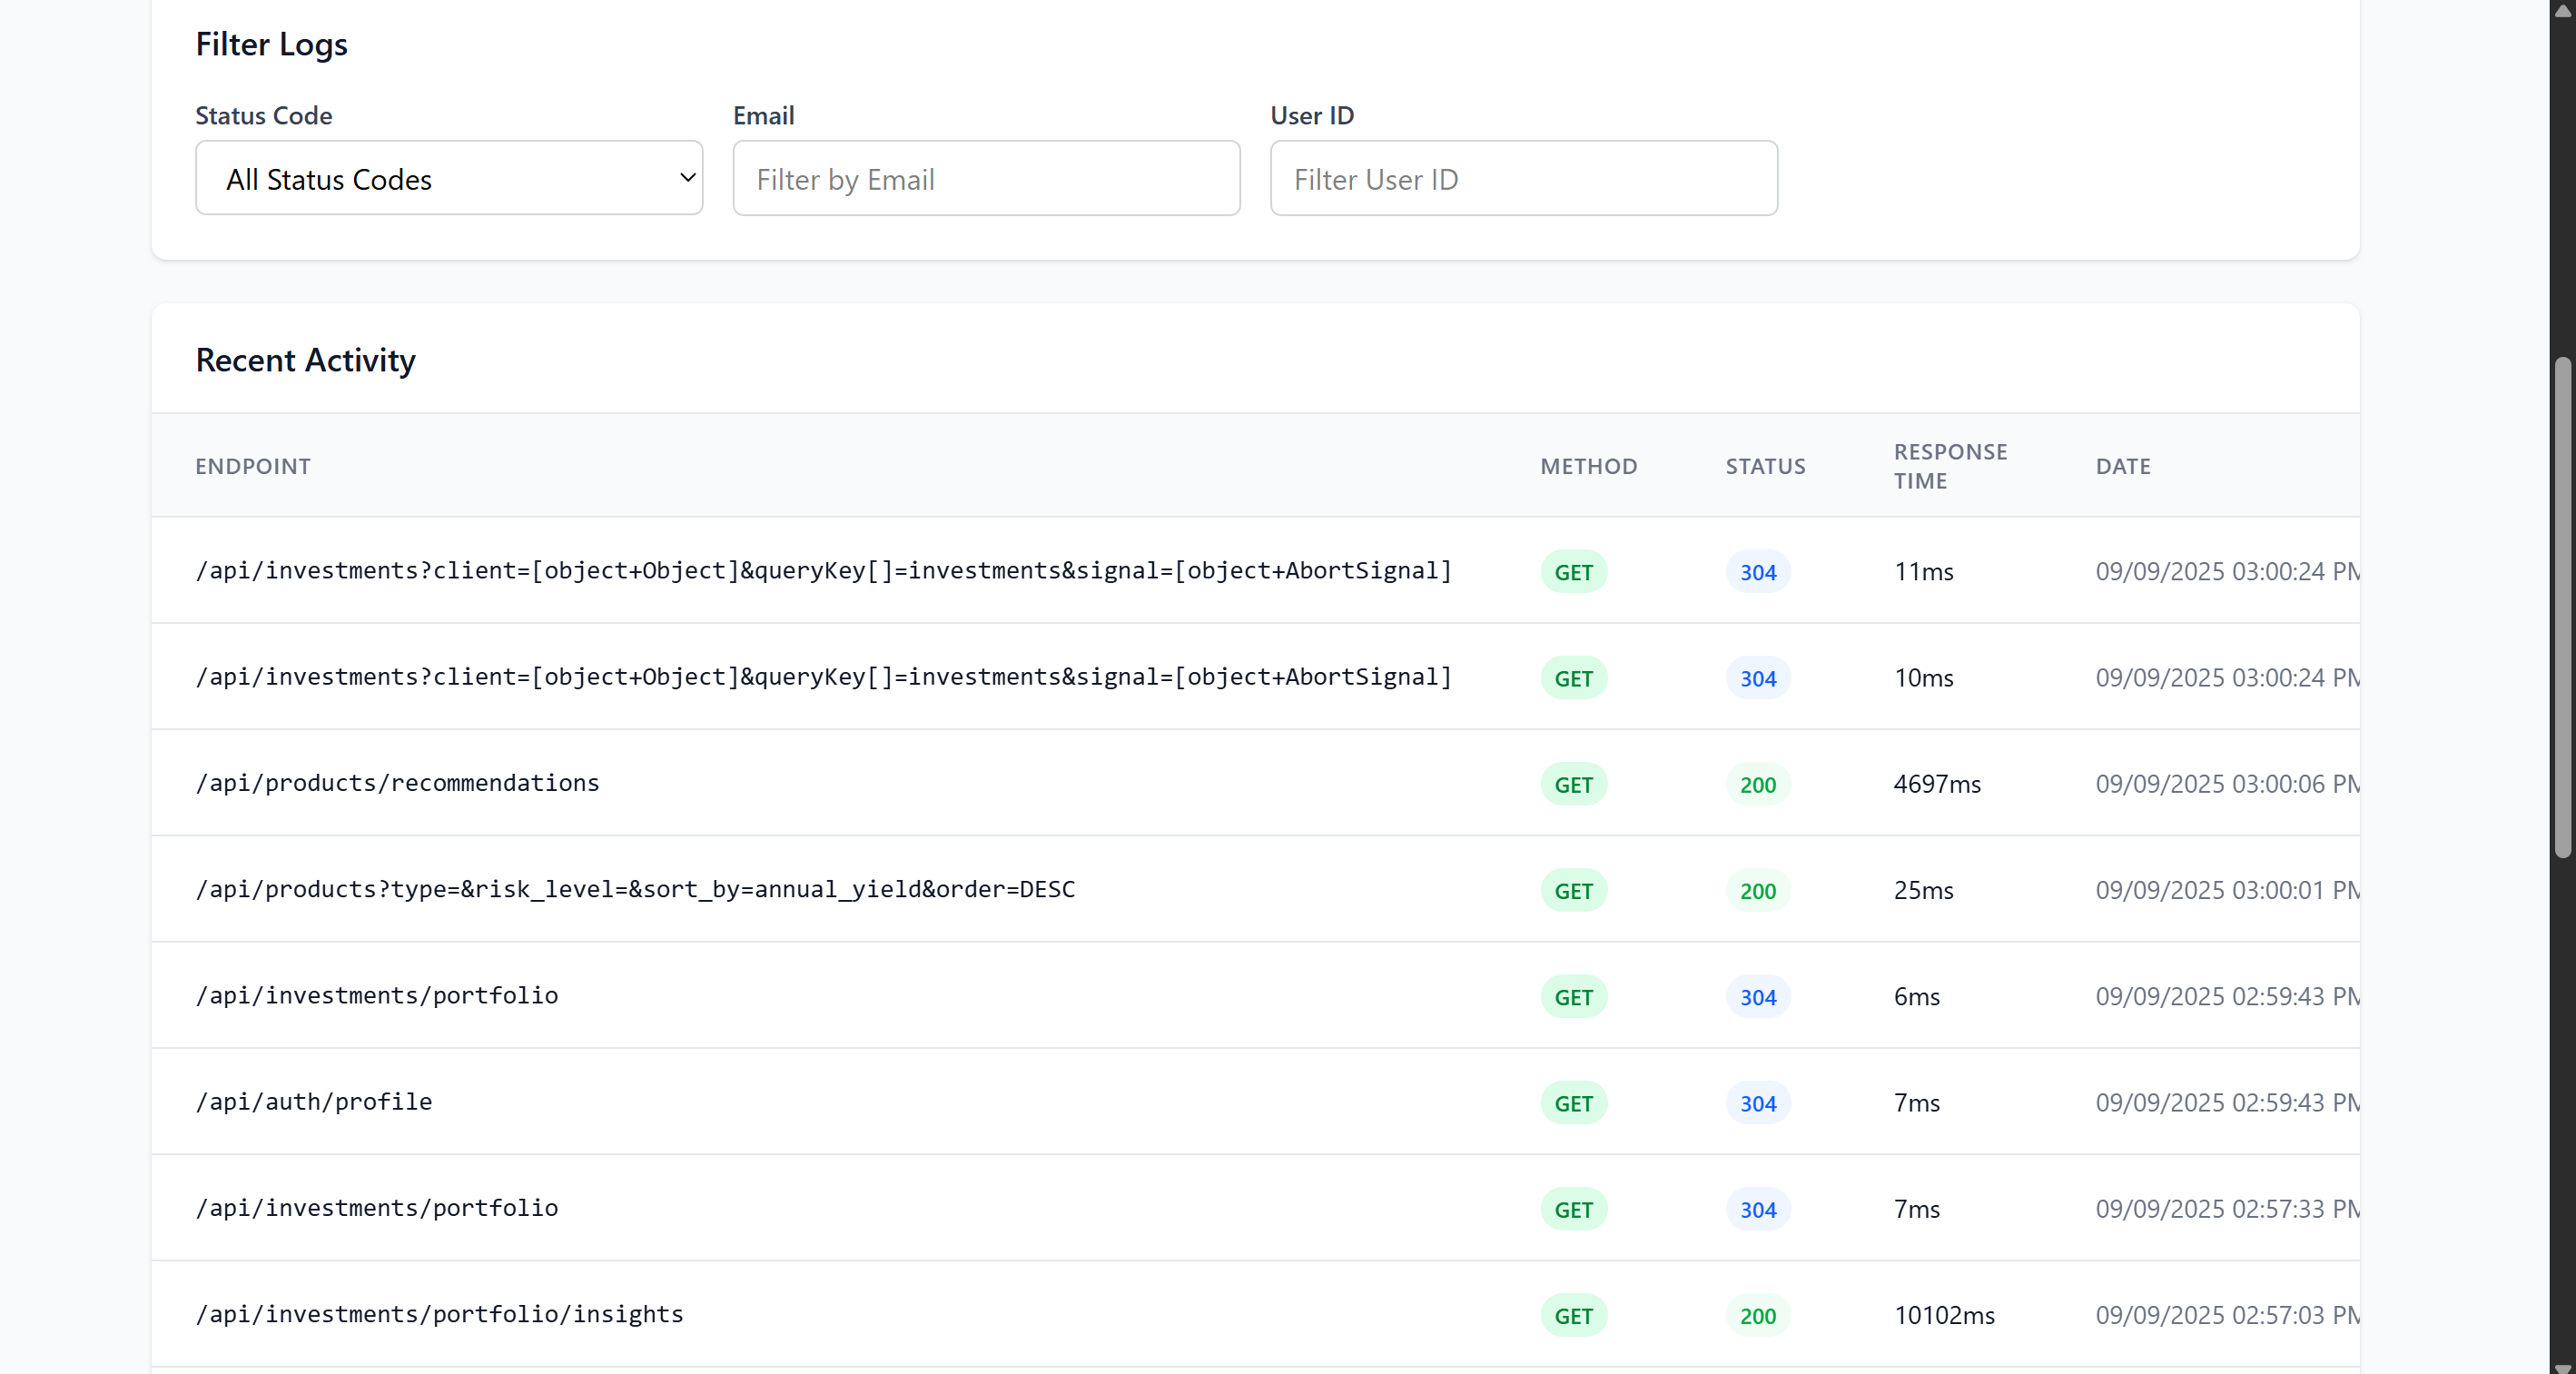 Filter Logs
Status Code
Email
User ID
All Status Codes
Filter by Email
Filter User ID
Recent Activity
ENDPOINT METHOD STATUS RESPONSE TIME DATE
/api/investments?client=[object+Object]&queryKey[]=investments&signal=[object+AbortSignal] GET 304 11ms 09/09/2025 03:00:24 PM
/api/investments?client=[object+Object]&queryKey[]=investments&signal=[object+AbortSignal] GET 304 10ms 09/09/2025 03:00:24 PM
/api/products/recommendations GET 200 4697ms 09/09/2025 03:00:06 PM
/api/products?type=&risk_level=&sort_by=annual_yield&order=DESC GET 200 25ms 09/09/2025 03:00:01 PM
/api/investments/portfolio GET 304 6ms 09/09/2025 02:59:43 PM
/api/auth/profile GET 304 7ms 09/09/2025 02:59:43 PM
/api/investments/portfolio GET 304 7ms 09/09/2025 02:57:33 PM
/api/investments/portfolio/insights GET 200 10102ms 09/09/2025 02:57:03 PM